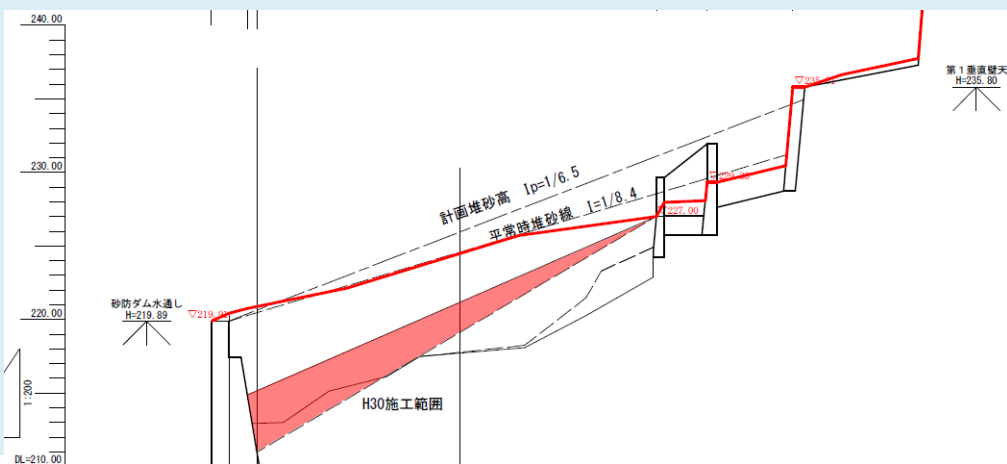 240.00
第１垂直壁天
H=235.80
230.00
計画堆砂高 Ip=1/6.5
平常時堆砂線 I=1/8.4
▽227.00
砂防ダム水通し
H=219.89
▽219.91
220.00
H30施工範囲
1:200
DL=210.00